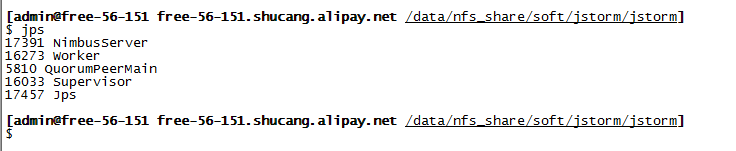 [admin@free-56-151 free-56-151.shucang.alipay.net /data/nfs_share/soft/jstorm/jstorm]
$ jps
17391 NimbusServer
16273 Worker
5810 QuorumPeerMain
16033 Supervisor
17457 Jps
[admin@free-56-151 free-56-151.shucang.alipay.net /data/nfs_share/soft/jstorm/jstorm]
$